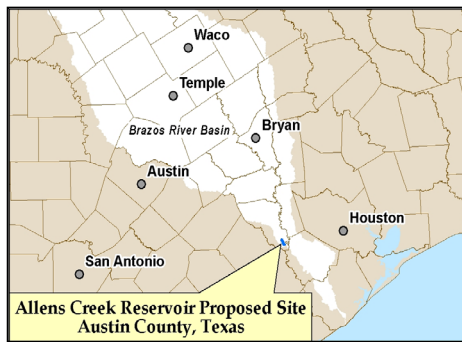 Waco
Temple
Brazos River Basin
Bryan
Austin
Houston
San Antonio
Allens Creek Reservoir Proposed Site
Austin County, Texas